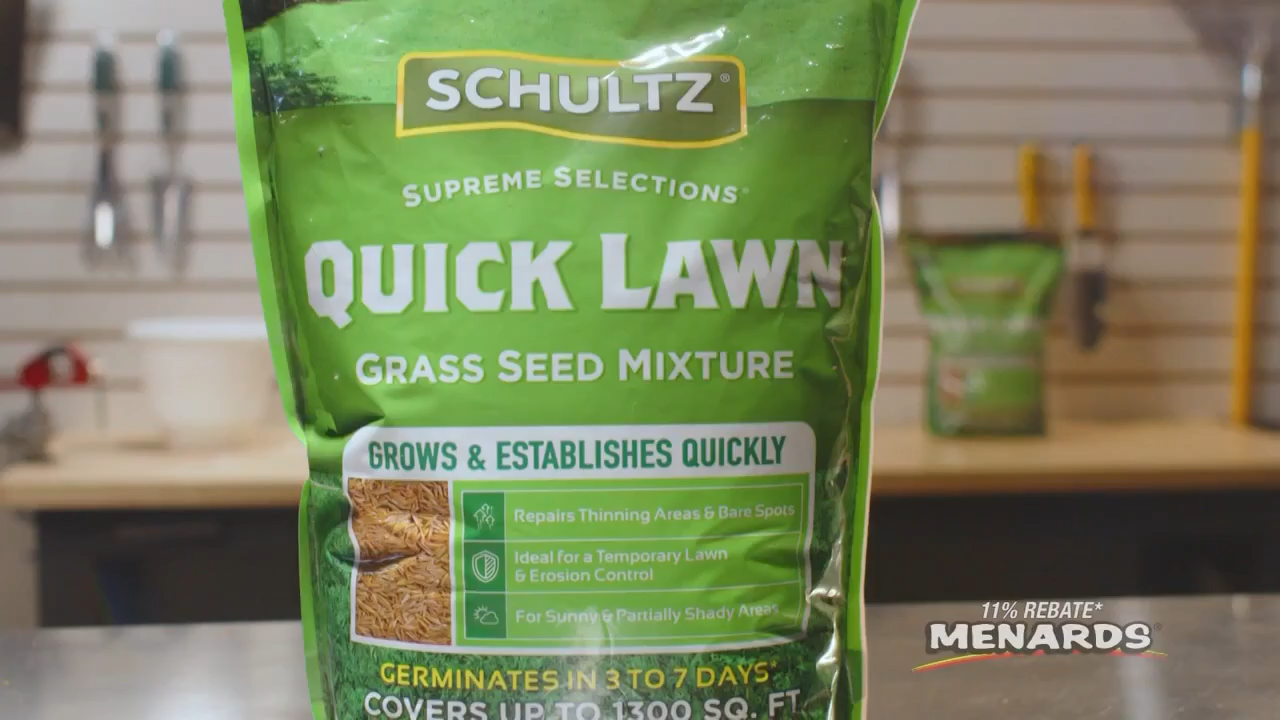 SCHULTZ®
SUPREME SELECTIONS®
QUICK LAWN
GRASS SEED MIXTURE
GROWS & ESTABLISHES QUICKLY
Repairs Thinning Areas & Bare Spots
Ideal for a Temporary Lawn
& Erosion Control
For Sunny & Partially Shady Areas
GERMINATES IN 3 TO 7 DAYS*
COVERS UP TO 1300 SQ. FT.
11% REBATE*
MENARDS®